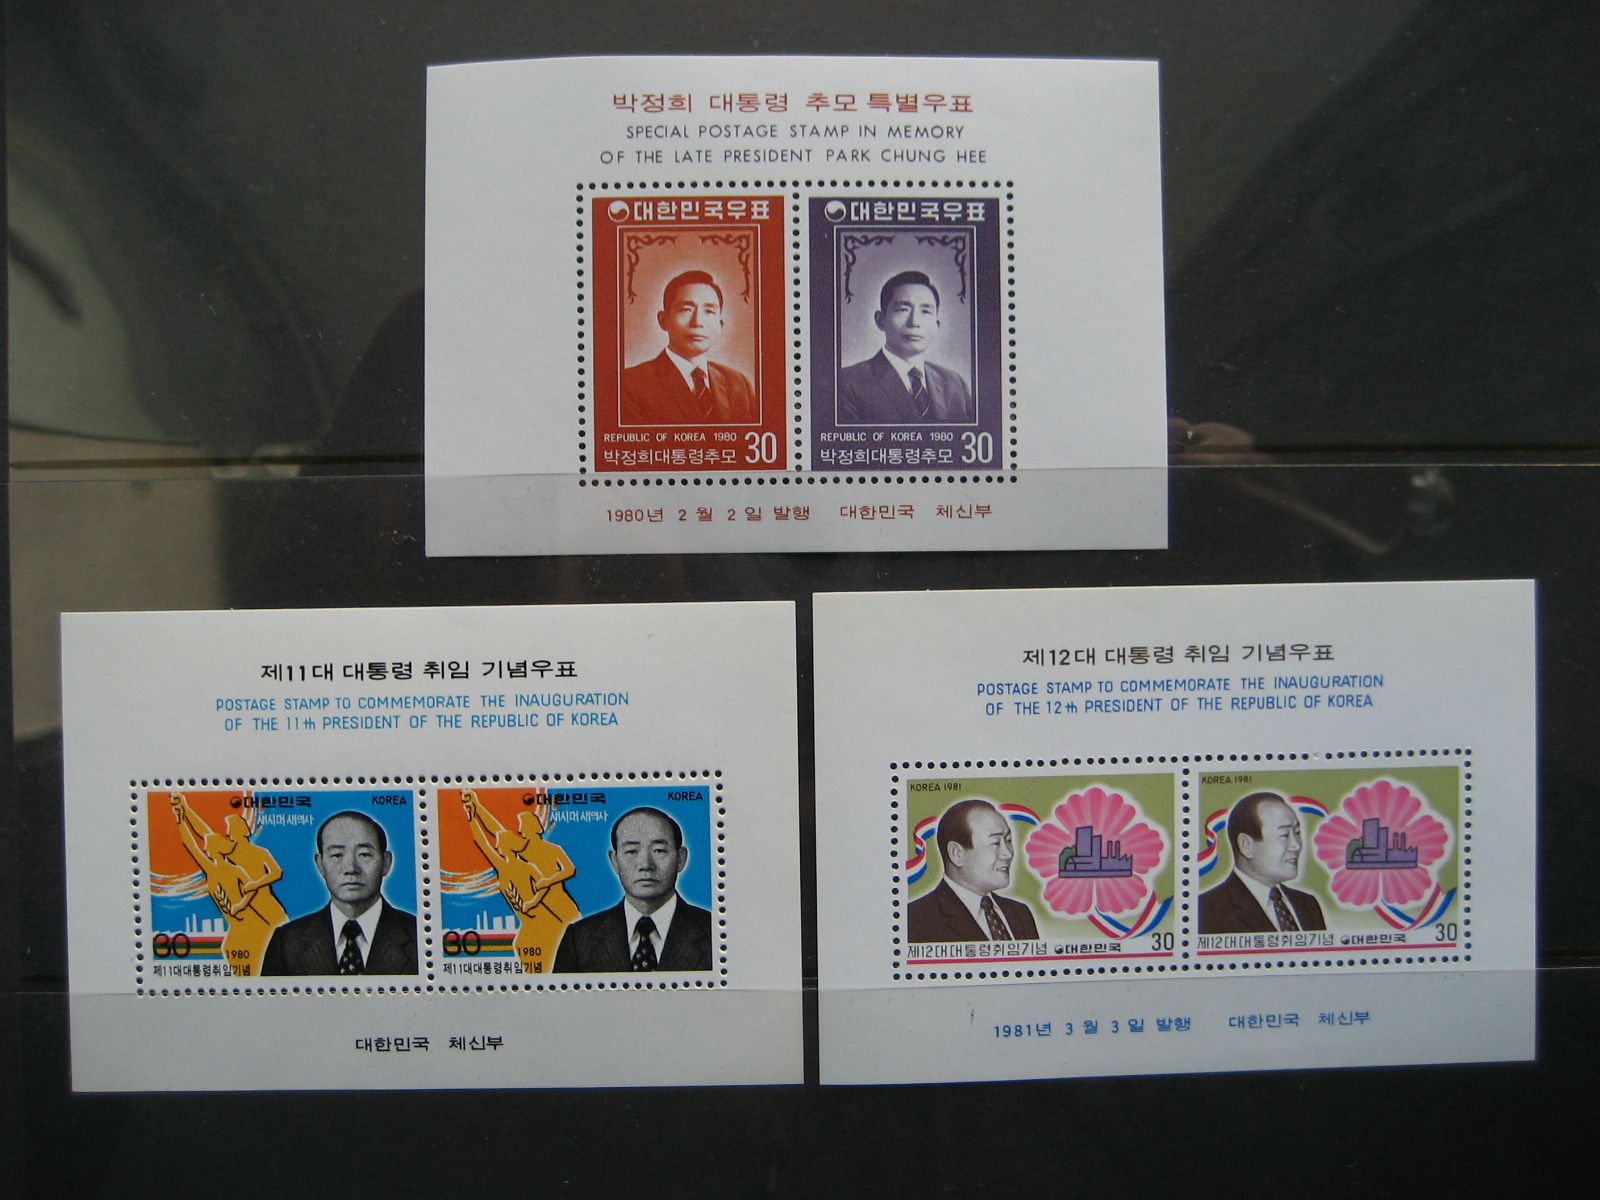 박정희 대통령 추모 특별우표
SPECIAL POSTAGE STAMP IN MEMORY
OF THE LATE PRESIDENT PARK CHUNG HEE
대한민국우표
REPUBLIC OF KOREA 1980 30
박정희대통령추모
대한민국우표
REPUBLIC OF KOREA 1980 30
박정희대통령추모
1980년 2월 2일 발행 대한민국 체신부
제11대 대통령 취임 기념우표
POSTAGE STAMP TO COMMEMORATE THE INAUGURATION
OF THE 11th PRESIDENT OF THE REPUBLIC OF KOREA
대한민국 KOREA
새시대 새역사
30 1980
제11대대통령취임기념
대한민국 KOREA
새시대 새역사
30 1980
제11대대통령취임기념
대한민국 체신부
제12대 대통령 취임 기념우표
POSTAGE STAMP TO COMMEMORATE THE INAUGURATION
OF THE 12th PRESIDENT OF THE REPUBLIC OF KOREA
KOREA 1981
제12대대통령취임기념 대한민국 30
KOREA 1981
제12대대통령취임기념 대한민국 30
1981년 3월 3일 발행 대한민국 체신부